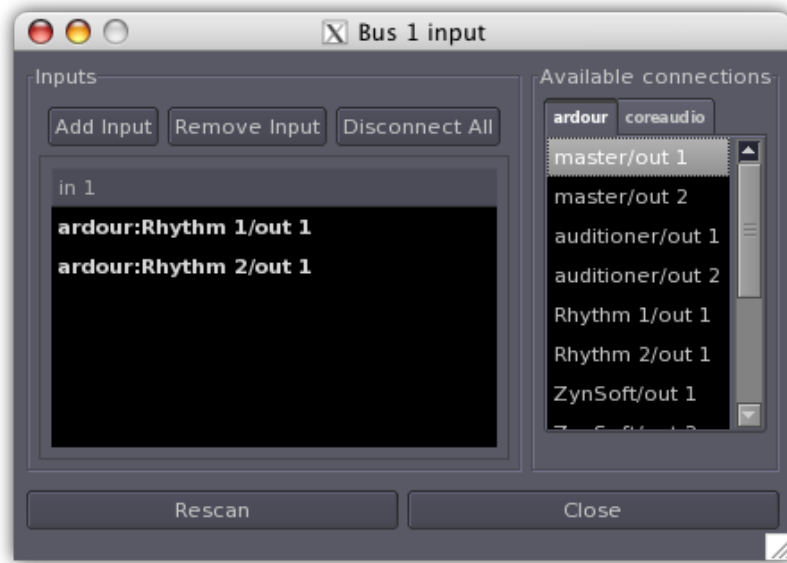 X Bus 1 input
Inputs
Add Input Remove Input Disconnect All
in 1
ardour:Rhythm 1/out 1
ardour:Rhythm 2/out 1
Available connections
ardour coreaudio
master/out 1
master/out 2
auditioner/out 1
auditioner/out 2
Rhythm 1/out 1
Rhythm 2/out 1
ZynSoft/out 1
Rescan Close